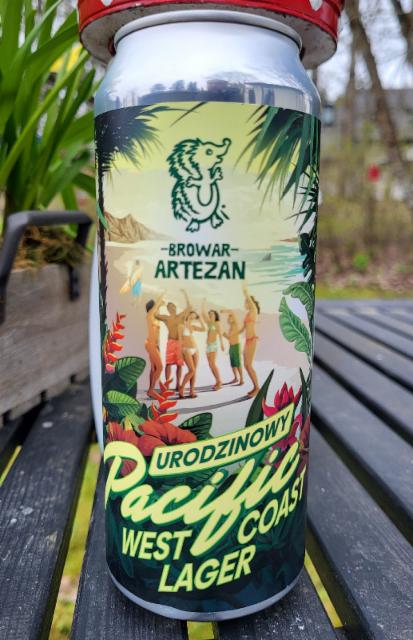 -BROWAR-
ARTEZAN
URODZINOWY
Pacific
WEST COAST
LAGER